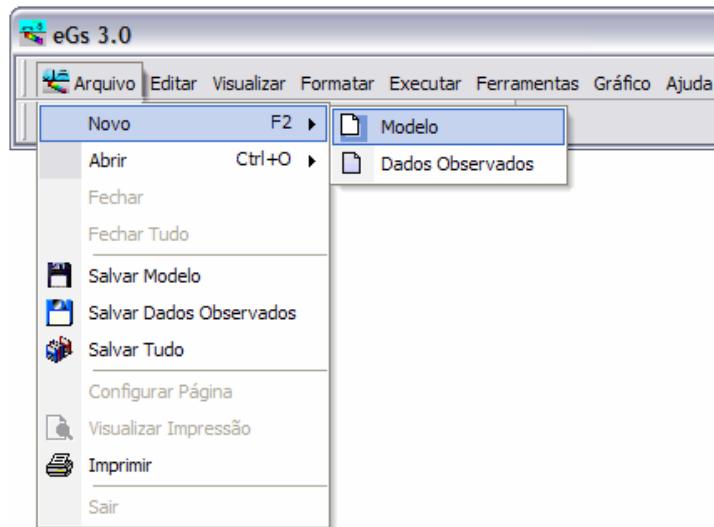 eGs 3.0
Arquivo Editar Visualizar Formatar Executar Ferramentas Gráfico Ajuda
Novo F2
Modelo
Abrir Ctrl+O
Dados Observados
Fechar
Fechar Tudo
Salvar Modelo
Salvar Dados Observados
Salvar Tudo
Configurar Página
Visualizar Impressão
Imprimir
Sair